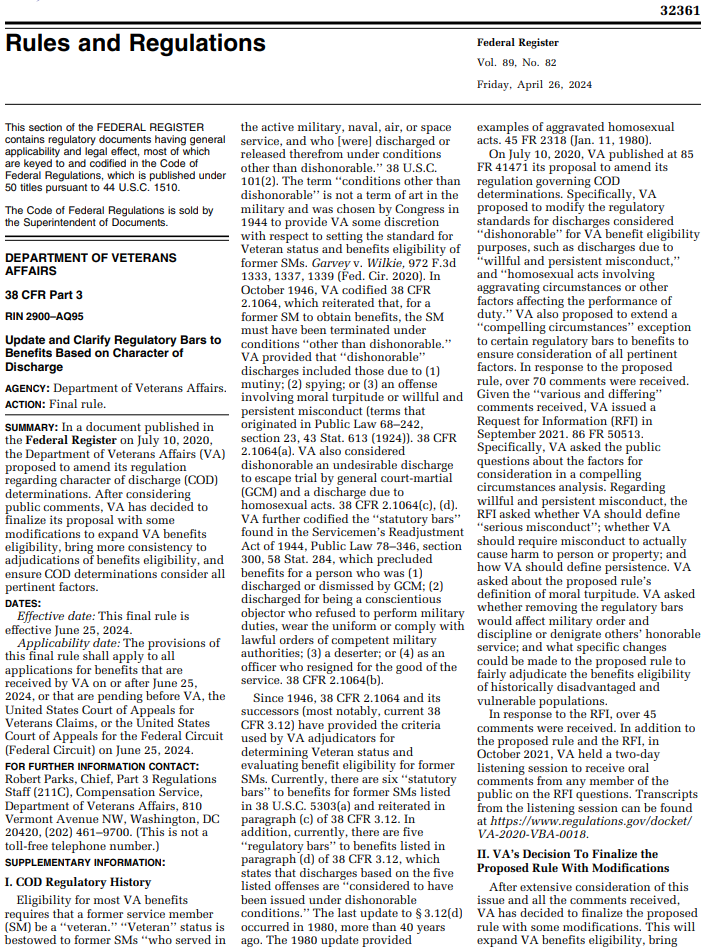 32361
Rules and Regulations
Federal Register
Vol. 89, No. 82
Friday, April 26, 2024
This section of the FEDERAL REGISTER
contains regulatory documents having general
applicability and legal effect, most of which
are keyed to and codified in the Code of
Federal Regulations, which is published under
50 titles pursuant to 44 U.S.C. 1510.
The Code of Federal Regulations is sold by
the Superintendent of Documents.
DEPARTMENT OF VETERANS
AFFAIRS
38 CFR Part 3
RIN 2900–AQ95
Update and Clarify Regulatory Bars to
Benefits Based on Character of
Discharge
AGENCY: Department of Veterans Affairs.
ACTION: Final rule.
SUMMARY: In a document published in
the Federal Register on July 10, 2020,
the Department of Veterans Affairs (VA)
proposed to amend its regulation
regarding character of discharge (COD)
determinations. After considering
public comments, VA has decided to
finalize its proposal with some
modifications to expand VA benefits
eligibility, bring more consistency to
adjudications of benefits eligibility, and
ensure COD determinations consider all
pertinent factors.
DATES:
Effective date: This final rule is
effective June 25, 2024.
Applicability date: The provisions of
this final rule shall apply to all
applications for benefits that are
received by VA on or after June 25,
2024, or that are pending before VA, the
United States Court of Appeals for
Veterans Claims, or the United States
Court of Appeals for the Federal Circuit
(Federal Circuit) on June 25, 2024.
FOR FURTHER INFORMATION CONTACT:
Robert Parks, Chief, Part 3 Regulations
Staff (211C), Compensation Service,
Department of Veterans Affairs, 810
Vermont Avenue NW, Washington, DC
20420, (202) 461–9700. (This is not a
toll-free telephone number.)
SUPPLEMENTARY INFORMATION:
I. COD Regulatory History
Eligibility for most VA benefits
requires that a former service member
(SM) be a ‘‘veteran.’’ ‘‘Veteran’’ status is
bestowed to former SMs ‘‘who served in
the active military, naval, air, or space
service, and who [were] discharged or
released therefrom under conditions
other than dishonorable.’’ 38 U.S.C.
101(2). The term ‘‘conditions other than
dishonorable’’ is not a term of art in the
military and was chosen by Congress in
1944 to provide VA some discretion
with respect to setting the standard for
Veteran status and benefits eligibility of
former SMs. Garvey v. Wilkie, 972 F.3d
1333, 1337, 1339 (Fed. Cir. 2020). In
October 1946, VA codified 38 CFR
2.1064, which reiterated that, for a
former SM to obtain benefits, the SM
must have been terminated under
conditions ‘‘other than dishonorable.’’
VA provided that ‘‘dishonorable’’
discharges included those due to (1)
mutiny; (2) spying; or (3) an offense
involving moral turpitude or willful and
persistent misconduct (terms that
originated in Public Law 68–242,
section 23, 43 Stat. 613 (1924)). 38 CFR
2.1064(a). VA also considered
dishonorable an undesirable discharge
to escape trial by general court-martial
(GCM) and a discharge due to
homosexual acts. 38 CFR 2.1064(c), (d).
VA further codified the ‘‘statutory bars’’
found in the Servicemen's Readjustment
Act of 1944, Public Law 78–346, section
300, 58 Stat. 284, which precluded
benefits for a person who was (1)
discharged or dismissed by GCM; (2)
discharged for being a conscientious
objector who refused to perform military
duties, wear the uniform or comply with
lawful orders of competent military
authorities; (3) a deserter; or (4) as an
officer who resigned for the good of the
service. 38 CFR 2.1064(b).
Since 1946, 38 CFR 2.1064 and its
successors (most notably, current 38
CFR 3.12) have provided the criteria
used by VA adjudicators for
determining Veteran status and
evaluating benefit eligibility for former
SMs. Currently, there are six ‘‘statutory
bars’’ to benefits for former SMs listed
in 38 U.S.C. 5303(a) and reiterated in
paragraph (c) of 38 CFR 3.12. In
addition, currently, there are five
‘‘regulatory bars’’ to benefits listed in
paragraph (d) of 38 CFR 3.12, which
states that discharges based on the five
listed offenses are ‘‘considered to have
been issued under dishonorable
conditions.’’ The last update to § 3.12(d)
occurred in 1980, more than 40 years
ago. The 1980 update provided
examples of aggravated homosexual
acts. 45 FR 2318 (Jan. 11, 1980).
On July 10, 2020, VA published at 85
FR 41471 its proposal to amend its
regulation governing COD
determinations. Specifically, VA
proposed to modify the regulatory
standards for discharges considered
‘‘dishonorable’’ for VA benefit eligibility
purposes, such as discharges due to
‘‘willful and persistent misconduct,’’
and ‘‘homosexual acts involving
aggravating circumstances or other
factors affecting the performance of
duty.’’ VA also proposed to extend a
‘‘compelling circumstances’’ exception
to certain regulatory bars to benefits to
ensure consideration of all pertinent
factors. In response to the proposed
rule, over 70 comments were received.
Given the ‘‘various and differing’’
comments received, VA issued a
Request for Information (RFI) in
September 2021. 86 FR 50513.
Specifically, VA asked the public
questions about the factors for
consideration in a compelling
circumstances analysis. Regarding
willful and persistent misconduct, the
RFI asked whether VA should define
‘‘serious misconduct’’; whether VA
should require misconduct to actually
cause harm to person or property; and
how VA should define persistence. VA
asked about the proposed rule's
definition of moral turpitude. VA asked
whether removing the regulatory bars
would affect military order and
discipline or denigrate others' honorable
service; and what specific changes
could be made to the proposed rule to
fairly adjudicate the benefits eligibility
of historically disadvantaged and
vulnerable populations.
In response to the RFI, over 45
comments were received. In addition to
the proposed rule and the RFI, in
October 2021, VA held a two-day
listening session to receive oral
comments from any member of the
public on the RFI questions. Transcripts
from the listening session can be found
at https://www.regulations.gov/docket/
VA-2020-VBA-0018.
II. VA's Decision To Finalize the
Proposed Rule With Modifications
After extensive consideration of this
issue and all the comments received,
VA has decided to finalize the proposed
rule with some modifications. This will
expand VA benefits eligibility, bring